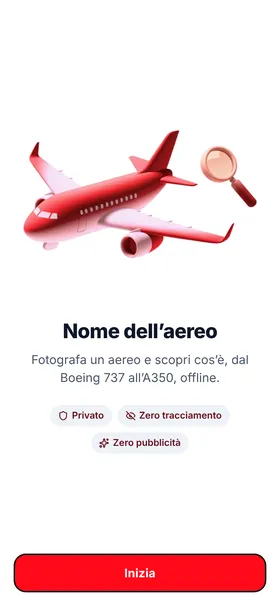 Nome dell’aereo
Fotografa un aereo e scopri cos’è, dal
Boeing 737 all’A350, offline.
Privato
Zero tracciamento
Zero pubblicità
Inizia